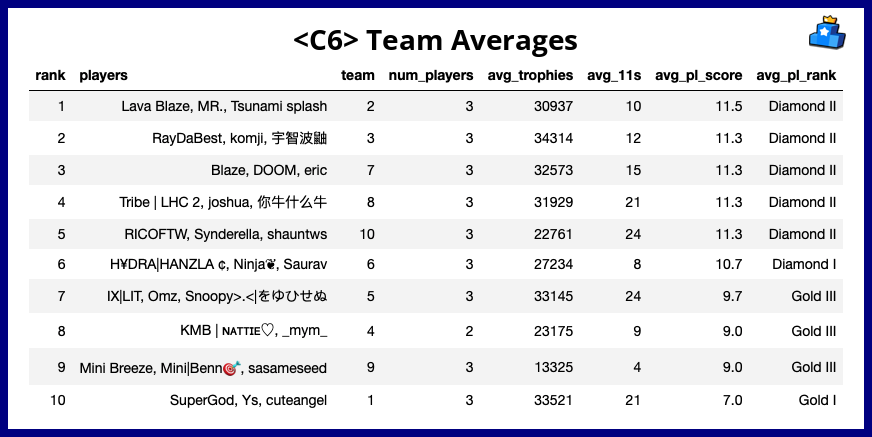 <C6> Team Averages
rank players team num_players avg_trophies avg_11s avg_pl_score avg_pl_rank
1 Lava Blaze, MR., Tsunami splash 2 3 30937 10 11.5 Diamond II
2 RayDaBest, komji, 宇智波鼬 3 3 34314 12 11.3 Diamond II
3 Blaze, DOOM, eric 7 3 32573 15 11.3 Diamond II
4 Tribe | LHC 2, joshua, 你牛什么牛 8 3 31929 21 11.3 Diamond II
5 RICOFTW, Synderella, shauntws 10 3 22761 24 11.3 Diamond II
6 H¥DRA|HANZLA ¢, Ninja❦, Saurav 6 3 27234 8 10.7 Diamond I
7 IX|LIT, Omz, Snoopy>.<|をゆひせぬ 5 3 33145 24 9.7 Gold III
8 KMB | ɴᴀᴛᴛɪᴇ♡, _mym_ 4 2 23175 9 9.0 Gold III
9 Mini Breeze, Mini|Benn🎯, sasameseed 9 3 13325 4 9.0 Gold III
10 SuperGod, Ys, cuteangel 1 3 33521 21 7.0 Gold I